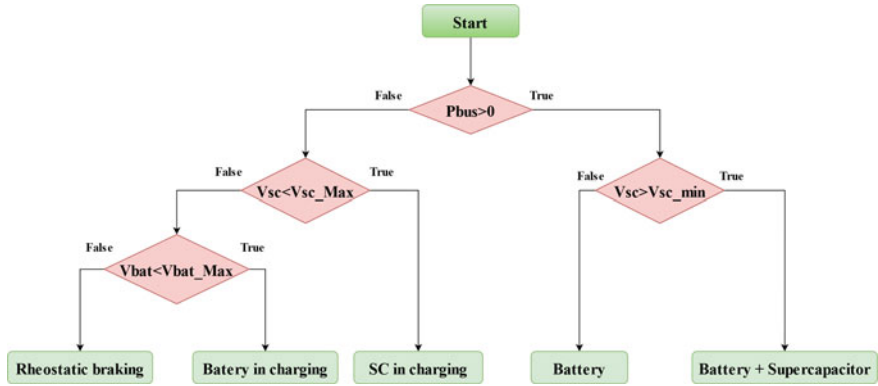 Start
False
True
Pbus>0
False
True
Vsc<Vsc_Max
False
True
Vsc>Vsc_min
False
True
Vbat<Vbat_Max
Rheostatic braking
Batery in charging
SC in charging
Battery
Battery + Supercapacitor